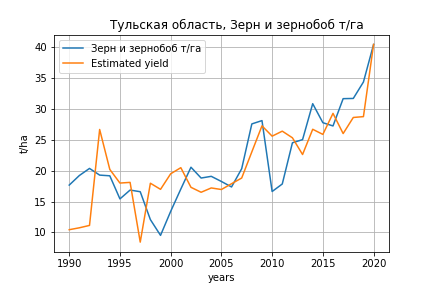 Тульская область, Зерн и зернобоб т/га
Зерн и зернобоб т/га
Estimated yield
40
35
30
25
20
15
10
t/ha
1990
1995
2000
2005
2010
2015
2020
years